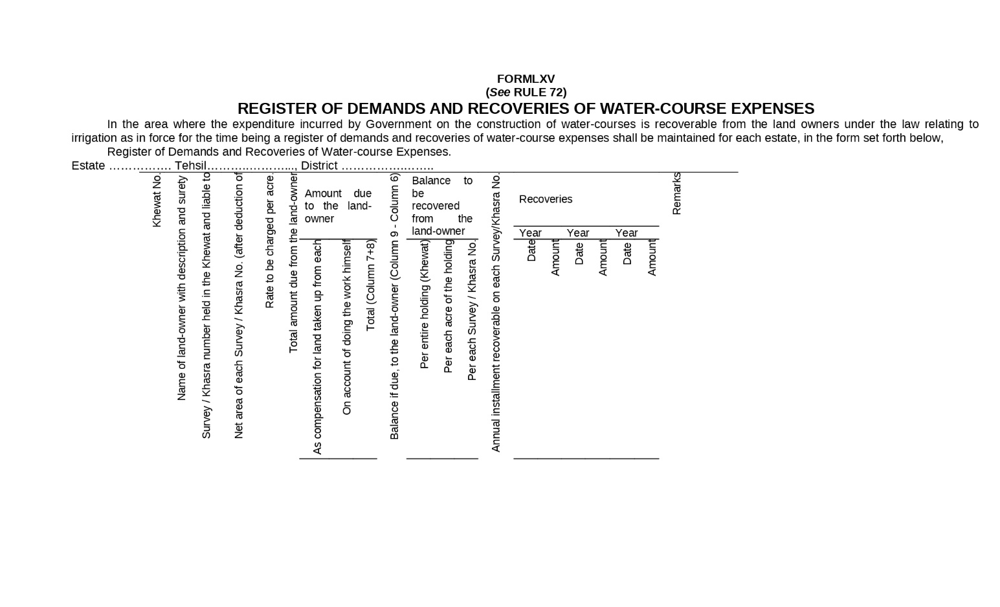 FORMLXV
(See RULE 72)
REGISTER OF DEMANDS AND RECOVERIES OF WATER-COURSE EXPENSES
In the area where the expenditure incurred by Government on the construction of water-courses is recoverable from the land owners under the law relating to
irrigation as in force for the time being a register of demands and recoveries of water-course expenses shall be maintained for each estate, in the form set forth below,
Register of Demands and Recoveries of Water-course Expenses.
Estate ……………. Tehsil………..………..., District …………….……..
Khewat No.
Name of land-owner with description and surety
Survey / Khasra number held in the Khewat and liable to
Net area of each Survey / Khasra No. (after deduction of
Rate to be charged per acre.
Total amount due from the land-owner
Amount due
to the land-
owner
As compensation for land taken up from each
On account of doing the work himself
Total (Column 7+8)
Balance if due, to the land-owner (Column 9 - Column 6)
Balance to
be
recovered
from the
land-owner
Per entire holding (Khewat)
Per each acre of the holding
Per each Survey / Khasra No.
Annual installment recoverable on each Survey/Khasra No.
Recoveries
Year Year Year
Date
Amount
Date
Amount
Date
Amount
Remarks